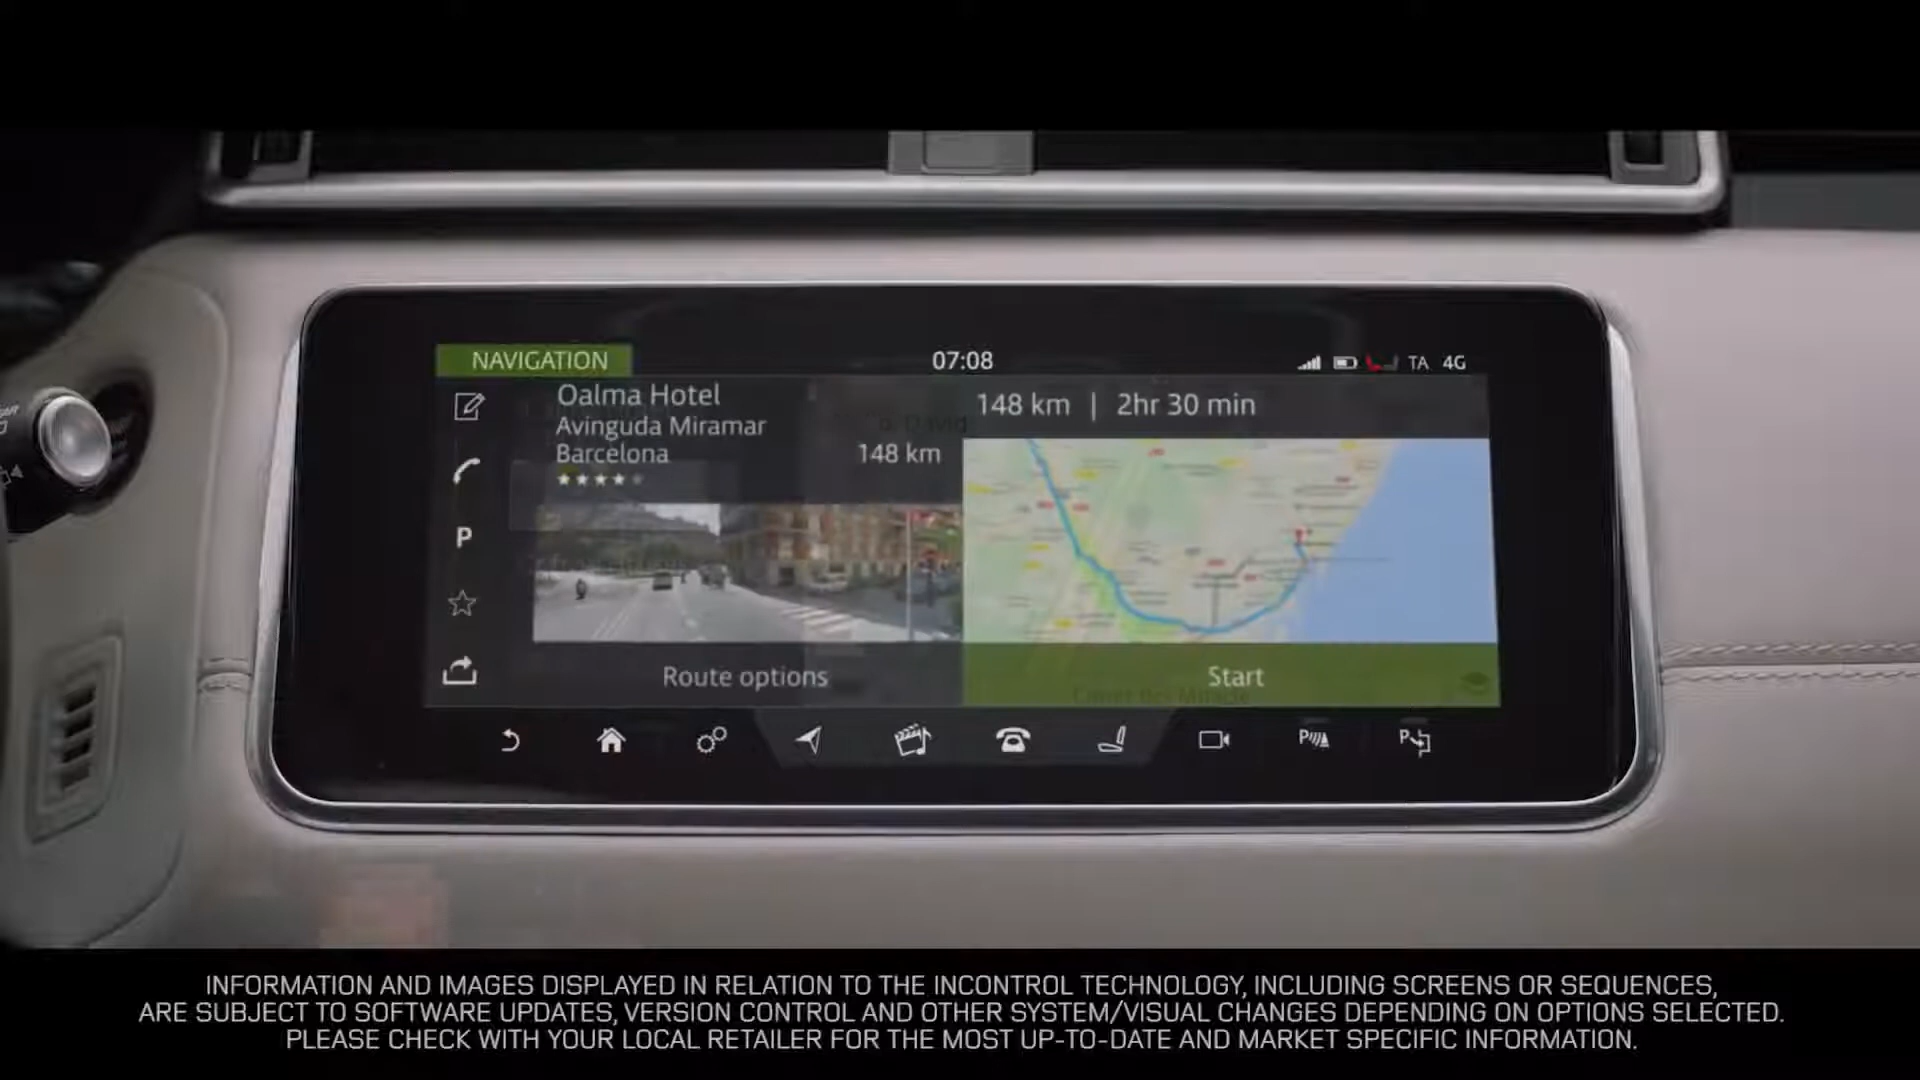 NAVIGATION
07:08
TA 4G
Oalma Hotel
Avinguda Miramar
Barcelona
148 km
148 km | 2hr 30 min
P
Route options
Start
INFORMATION AND IMAGES DISPLAYED IN RELATION TO THE INCONTROL TECHNOLOGY, INCLUDING SCREENS OR SEQUENCES,
ARE SUBJECT TO SOFTWARE UPDATES, VERSION CONTROL AND OTHER SYSTEM/VISUAL CHANGES DEPENDING ON OPTIONS SELECTED.
PLEASE CHECK WITH YOUR LOCAL RETAILER FOR THE MOST UP-TO-DATE AND MARKET SPECIFIC INFORMATION.